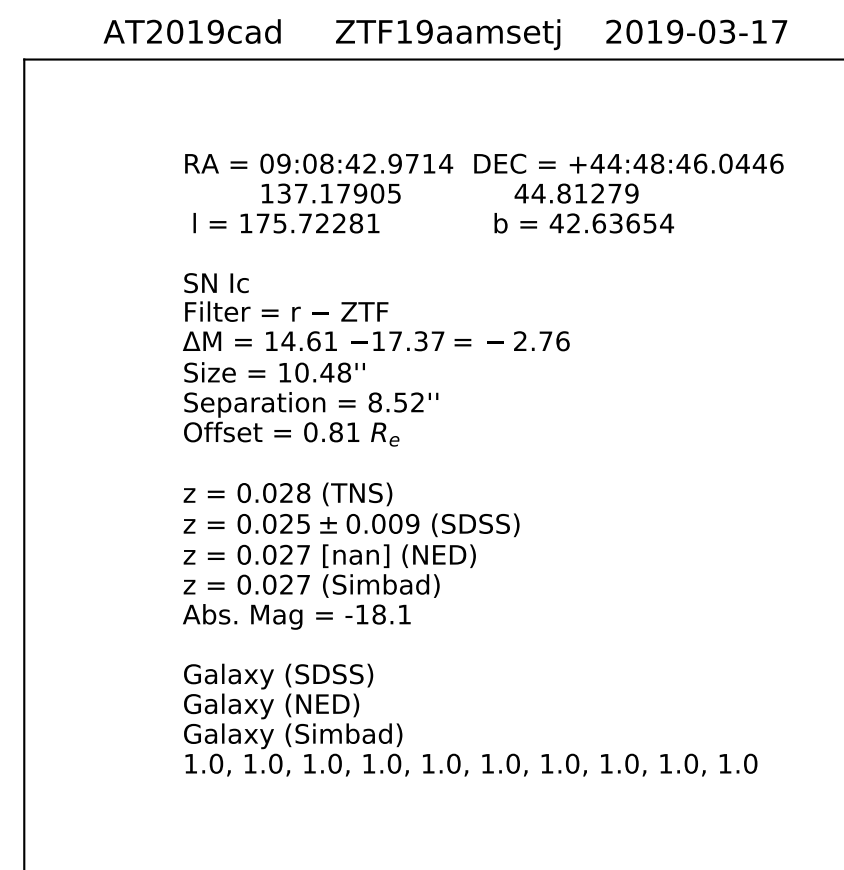 AT2019cad ZTF19aamsetj 2019-03-17
RA = 09:08:42.9714 DEC = +44:48:46.0446
137.17905 44.81279
l = 175.72281 b = 42.63654
SN Ic
Filter = r − ZTF
ΔM = 14.61 −17.37 = − 2.76
Size = 10.48''
Separation = 8.52''
Offset = 0.81 Re
z = 0.028 (TNS)
z = 0.025 ± 0.009 (SDSS)
z = 0.027 [nan] (NED)
z = 0.027 (Simbad)
Abs. Mag = -18.1
Galaxy (SDSS)
Galaxy (NED)
Galaxy (Simbad)
1.0, 1.0, 1.0, 1.0, 1.0, 1.0, 1.0, 1.0, 1.0, 1.0